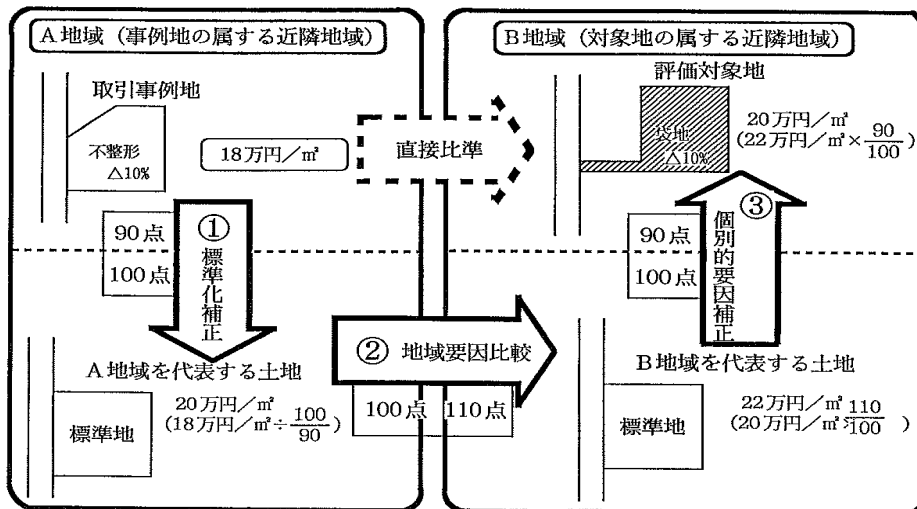 A地域（事例地の属する近隣地域）
取引事例地
不整形
△10％
18万円／㎡
90点
100点
①
標準化補正
A地域を代表する土地
標準地
20万円／㎡
(18万円／㎡÷100/90)
直接比準
② 地域要因比較
100点 110点
B地域（対象地の属する近隣地域）
評価対象地
袋地
△10％
20万円／㎡
(22万円／㎡×90/100)
90点
100点
③
個別的要因補正
B地域を代表する土地
標準地
22万円／㎡
(20万円／㎡ 110/100)